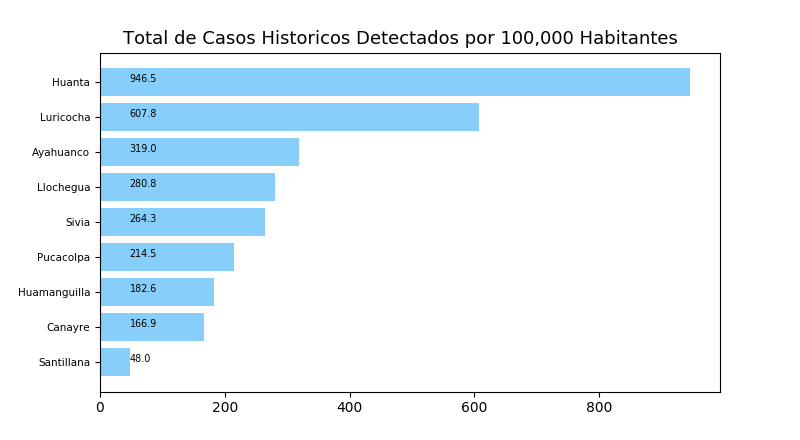 Total de Casos Historicos Detectados por 100,000 Habitantes
Huanta 946.5
Luricocha 607.8
Ayahuanco 319.0
Llochegua 280.8
Sivia 264.3
Pucacolpa 214.5
Huamanguilla 182.6
Canayre 166.9
Santillana 48.0
0 200 400 600 800